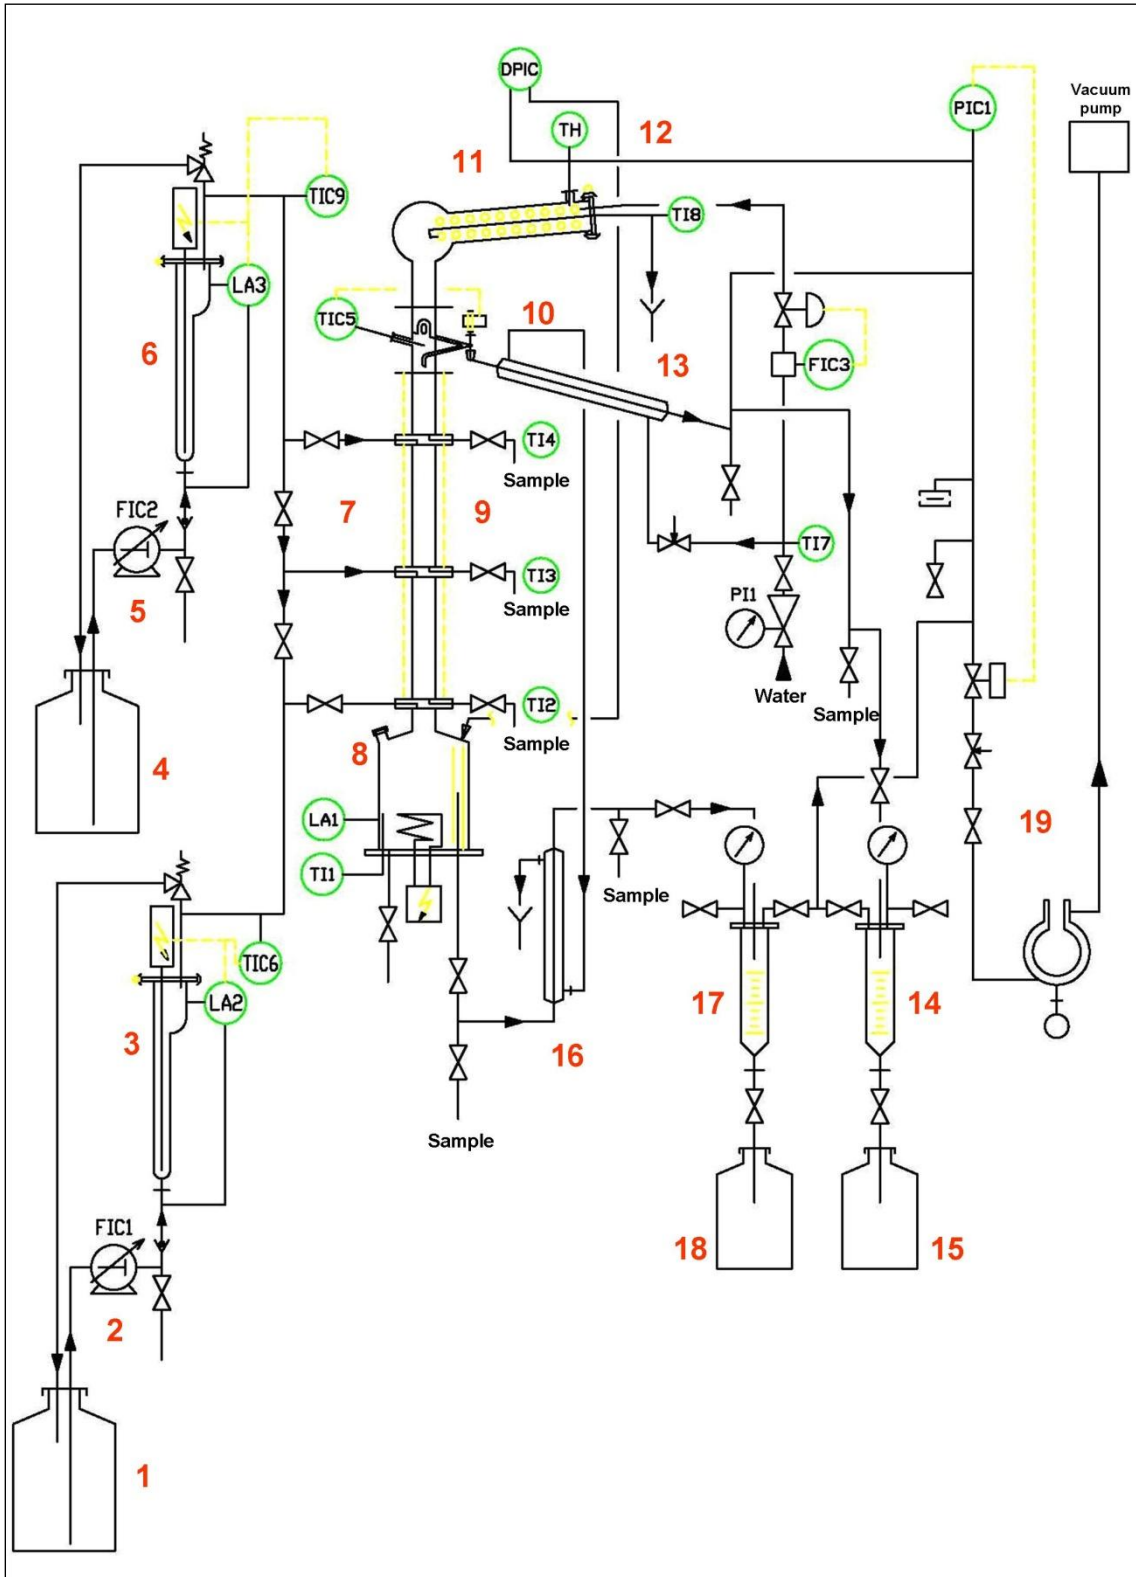 DPIC
PIC1
Vacuum
pump
12
TH
11
TIC9
TI8
LA3
TIC5
10
6
13
FIC3
TI4
Sample
7
9
FIC2
TI7
TI3
Sample
5
PI1
Water
TI2
Sample
Sample
8
4
LA1
19
TI1
Sample
TIC6
LA2
17
14
3
16
Sample
FIC1
18
15
2
1